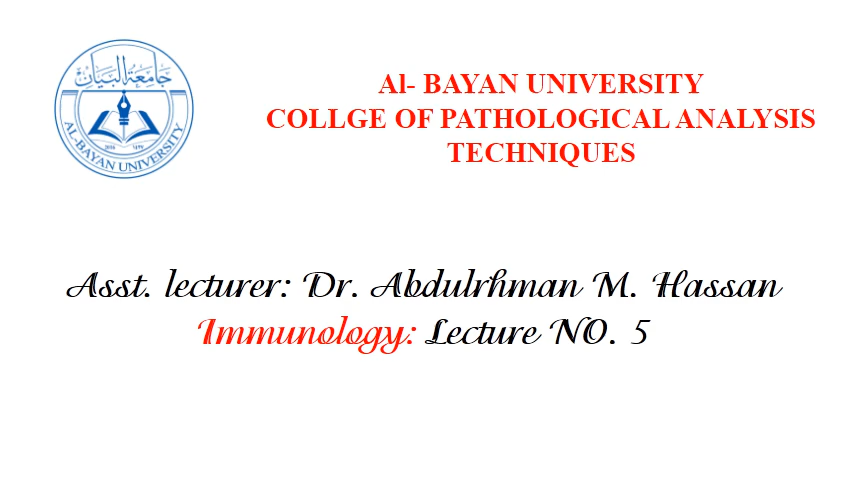 جامعة البيان
AL-BAYAN UNIVERSITY
Al- BAYAN UNIVERSITY
COLLGE OF PATHOLOGICAL ANALYSIS
TECHNIQUES
Asst. lecturer: Dr. Abdulrhman M. Hassan
Immunology: Lecture NO. 5